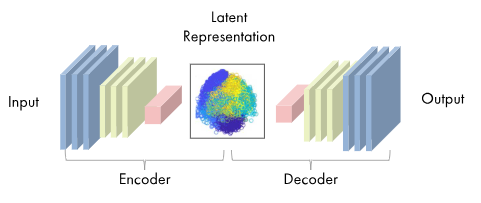 Latent
Representation
Input
Output
Encoder
Decoder